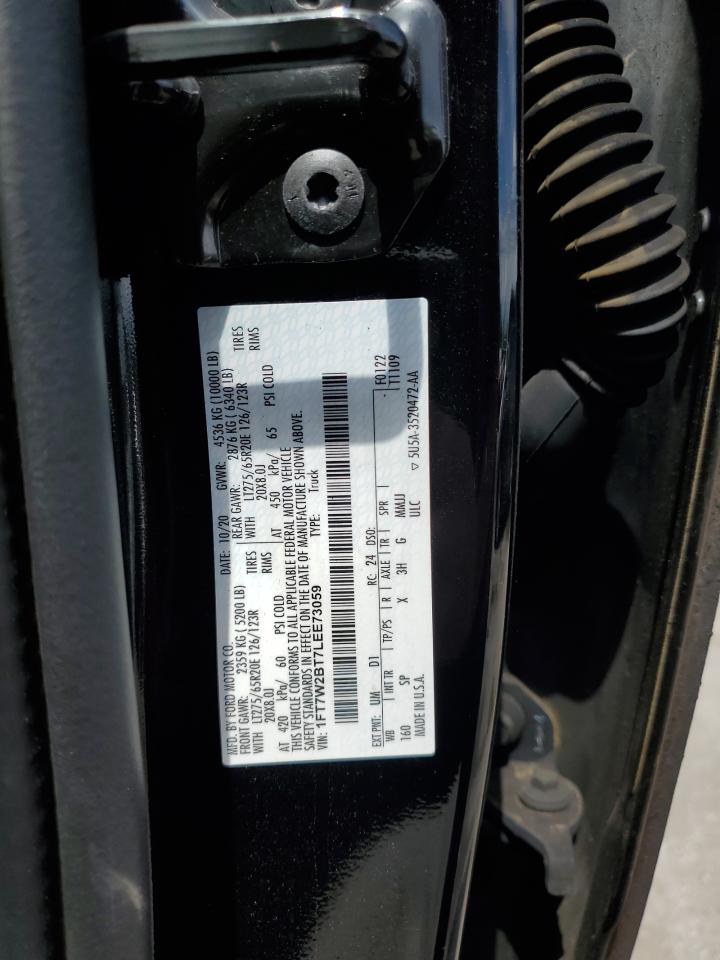 MFD. BY FORD MOTOR CO.
DATE: 10/20 GVWR: 4536 KG (10000 LB)
FRONT GAWR: 2359 KG (5200 LB) REAR GAWR: 2876 KG (6340 LB)
WITH LT275/65R20E 126/123R TIRES WITH LT275/65R20E 126/123R TIRES
20X8.0J RIMS 20X8.0J RIMS
AT 420 kPa/ 60 PSI COLD AT 450 kPa/ 65 PSI COLD
THIS VEHICLE CONFORMS TO ALL APPLICABLE FEDERAL MOTOR VEHICLE
SAFETY STANDARDS IN EFFECT ON THE DATE OF MANUFACTURE SHOWN ABOVE.
VIN: 1FT7W2BT7LEE73059 TYPE: Truck
F0122
TT109
EXT PNT: UM D1 RC: 24 DSO:
WB INT TR TP/PS R AXLE TR SPR
160 SP X 3H G MMUJ
MADE IN U.S.A. ULC
▽ 5U5A-3520472-AA